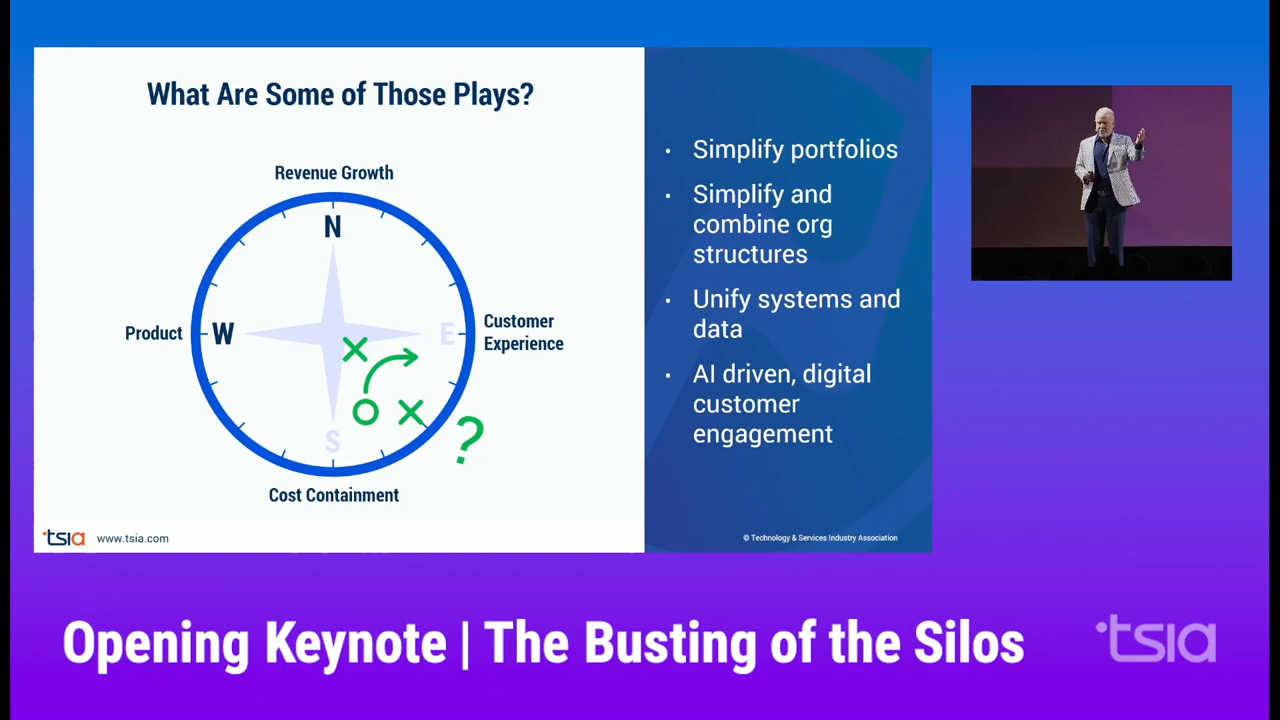 What Are Some of Those Plays?
Revenue Growth
N
Product
W
E
Customer
Experience
S
?
Cost Containment
tsia
www.tsia.com
• Simplify portfolios
• Simplify and
combine org
structures
• Unify systems and
data
• AI driven, digital
customer
engagement
© Technology & Services Industry Association
Opening Keynote | The Busting of the Silos
tsia